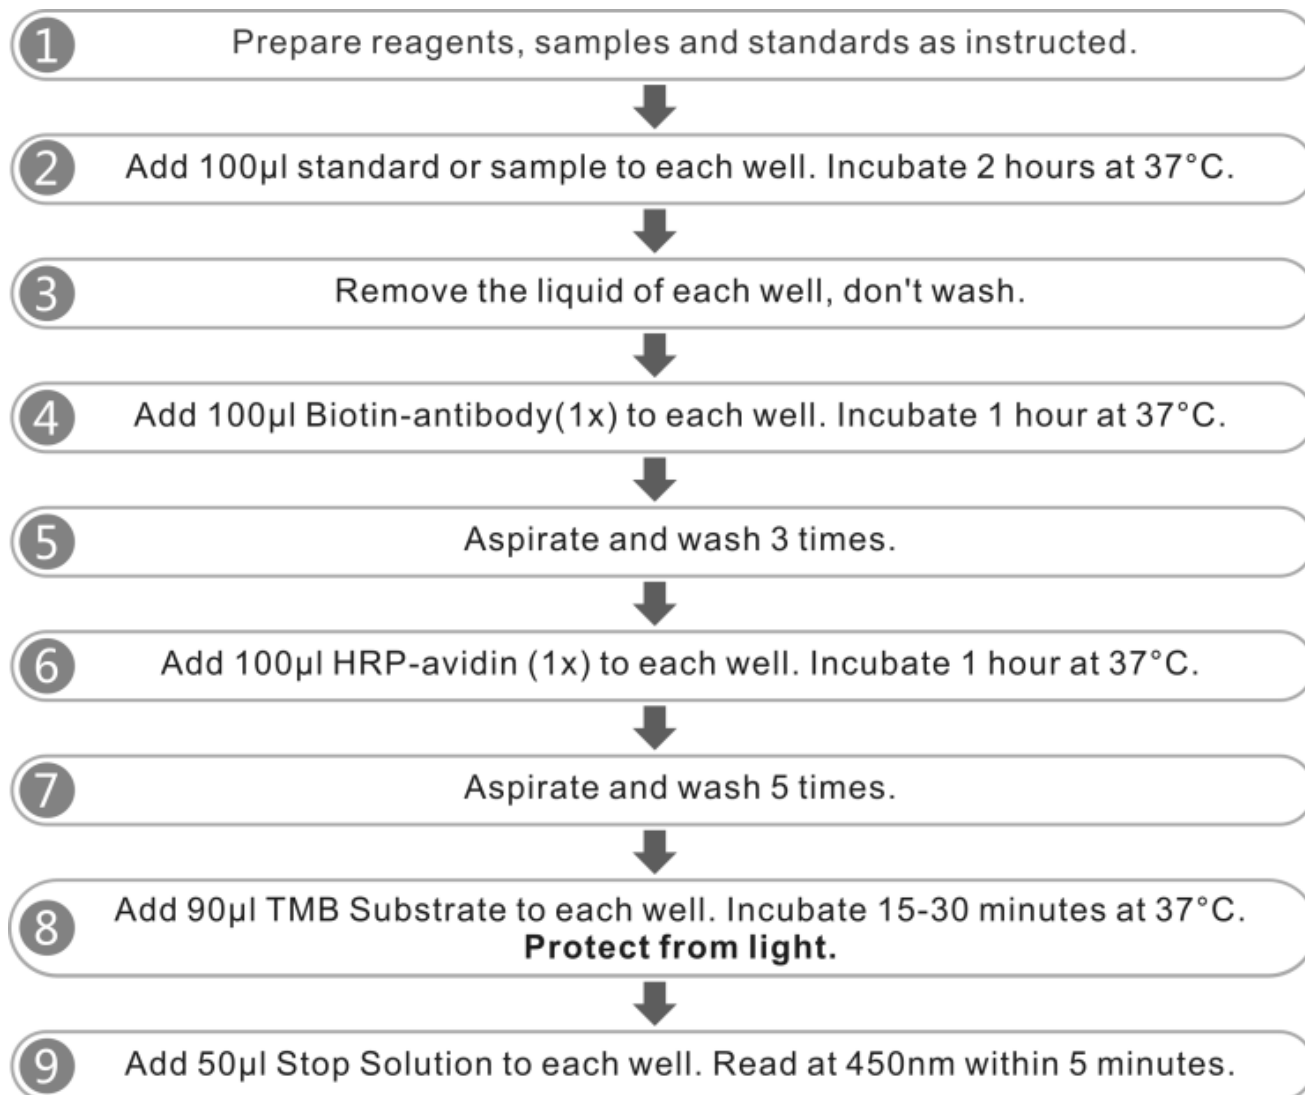 1 Prepare reagents, samples and standards as instructed.
2 Add 100µl standard or sample to each well. Incubate 2 hours at 37°C.
3 Remove the liquid of each well, don't wash.
4 Add 100µl Biotin-antibody(1x) to each well. Incubate 1 hour at 37°C.
5 Aspirate and wash 3 times.
6 Add 100µl HRP-avidin (1x) to each well. Incubate 1 hour at 37°C.
7 Aspirate and wash 5 times.
8 Add 90µl TMB Substrate to each well. Incubate 15-30 minutes at 37°C.
Protect from light.
9 Add 50µl Stop Solution to each well. Read at 450nm within 5 minutes.